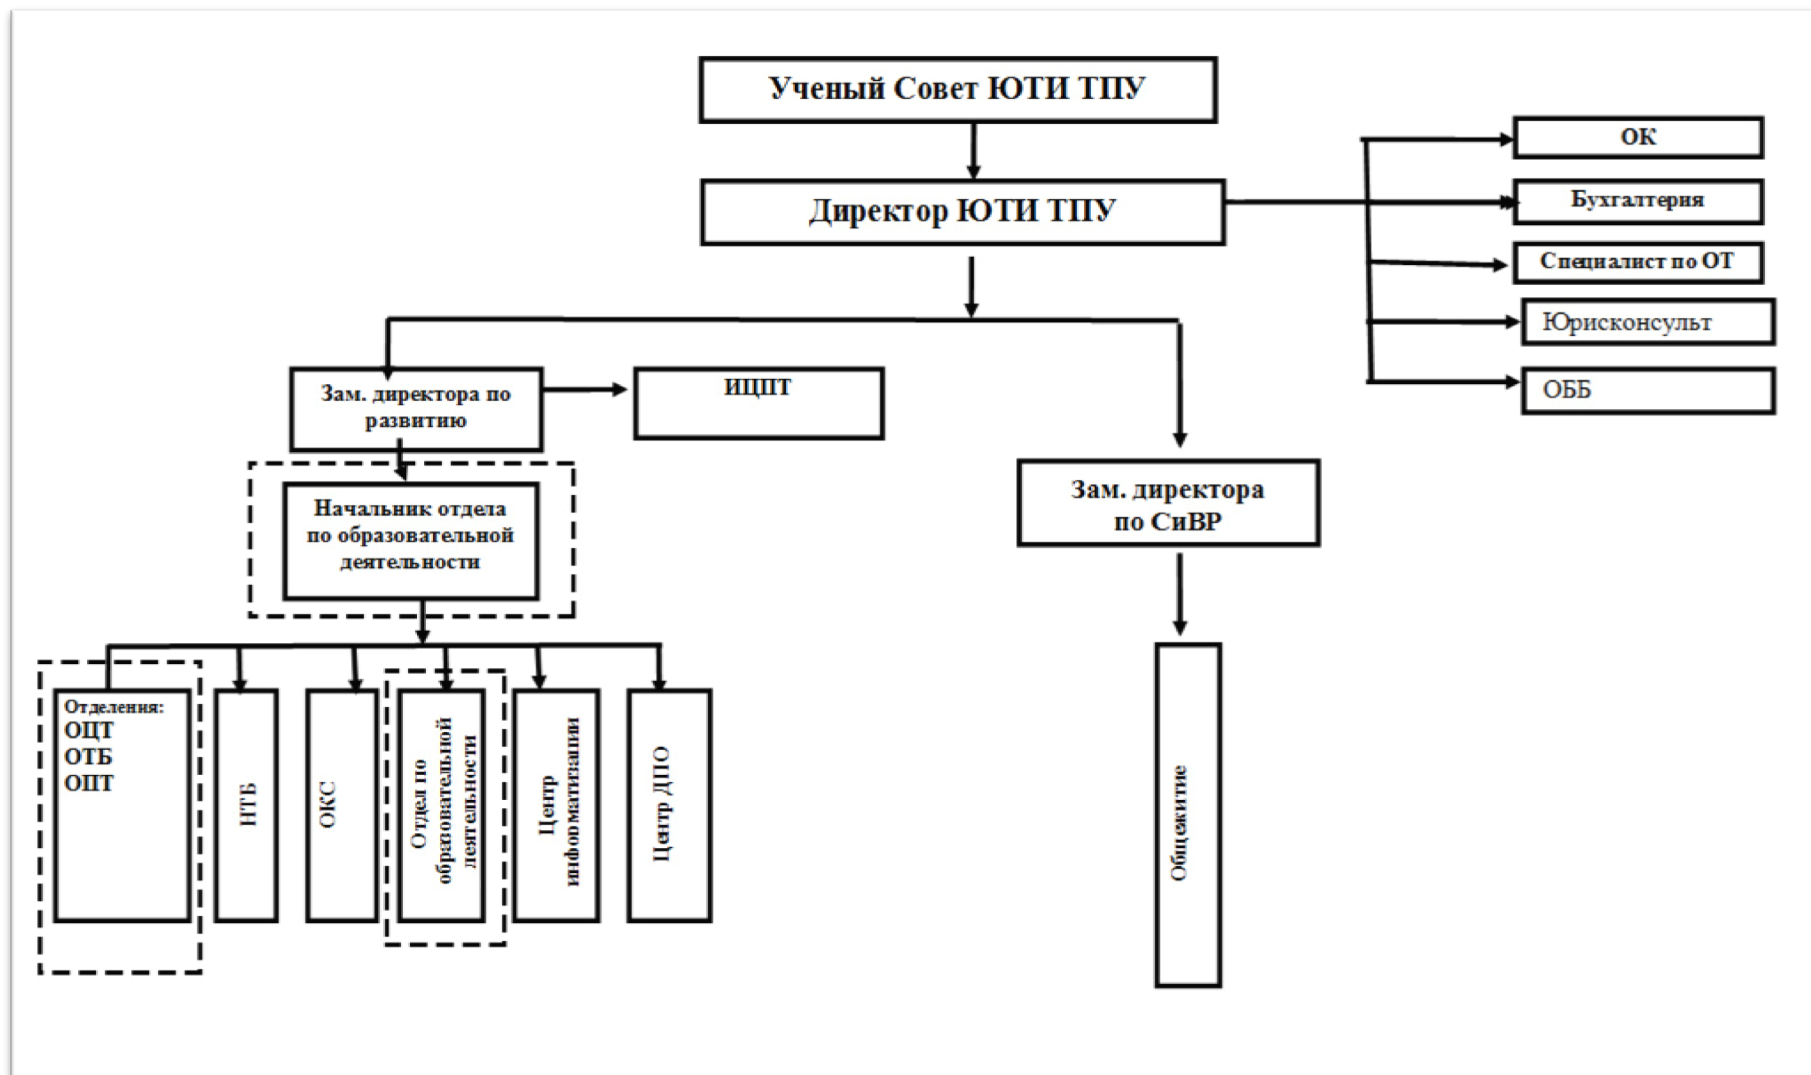 Ученый Совет ЮТИ ТПУ
Директор ЮТИ ТПУ
ОК
Бухгалтерия
Специалист по ОТ
Юрисконсульт
ОББ
Зам. директора по
развитию
ИЦПТ
Начальник отдела
по образовательной
деятельности
Зам. директора
по СиВР
Отделения:
ОЦТ
ОТБ
ОПТ
НТБ
ОКС
Отдел по
образовательной
деятельности
Центр
информатизации
Центр ДПО
Общежитие